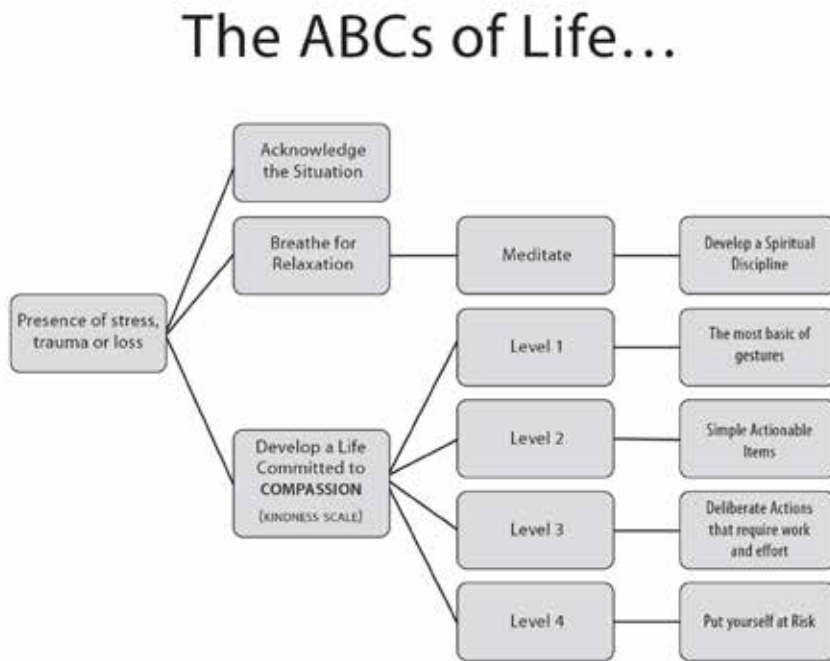 The ABCs of Life...
Acknowledge
the Situation
Breathe for
Relaxation
Meditate
Develop a Spiritual
Discipline
Presence of stress,
trauma or loss
Level 1
The most basic of
gestures
Level 2
Simple Actionable
Items
Develop a Life
Committed to
COMPASSION
[KINDNESS SCALE]
Level 3
Deliberate Actions
that require work
and effort
Level 4
Put yourself at Risk